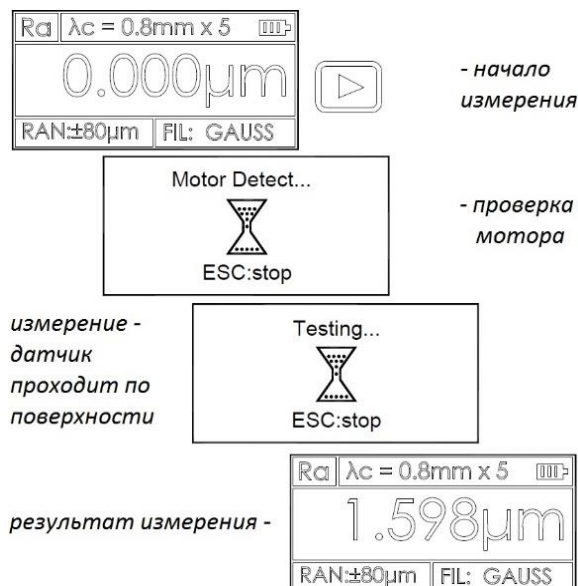 Ra λc = 0.8mm x 5
0.000µm
RAN:±80µm FIL: GAUSS
- начало
измерения
Motor Detect...
ESC:stop
- проверка
мотора
измерение -
датчик
проходит по
поверхности
Testing...
ESC:stop
результат измерения -
Ra λc = 0.8mm x 5
1.598µm
RAN:±80µm FIL: GAUSS